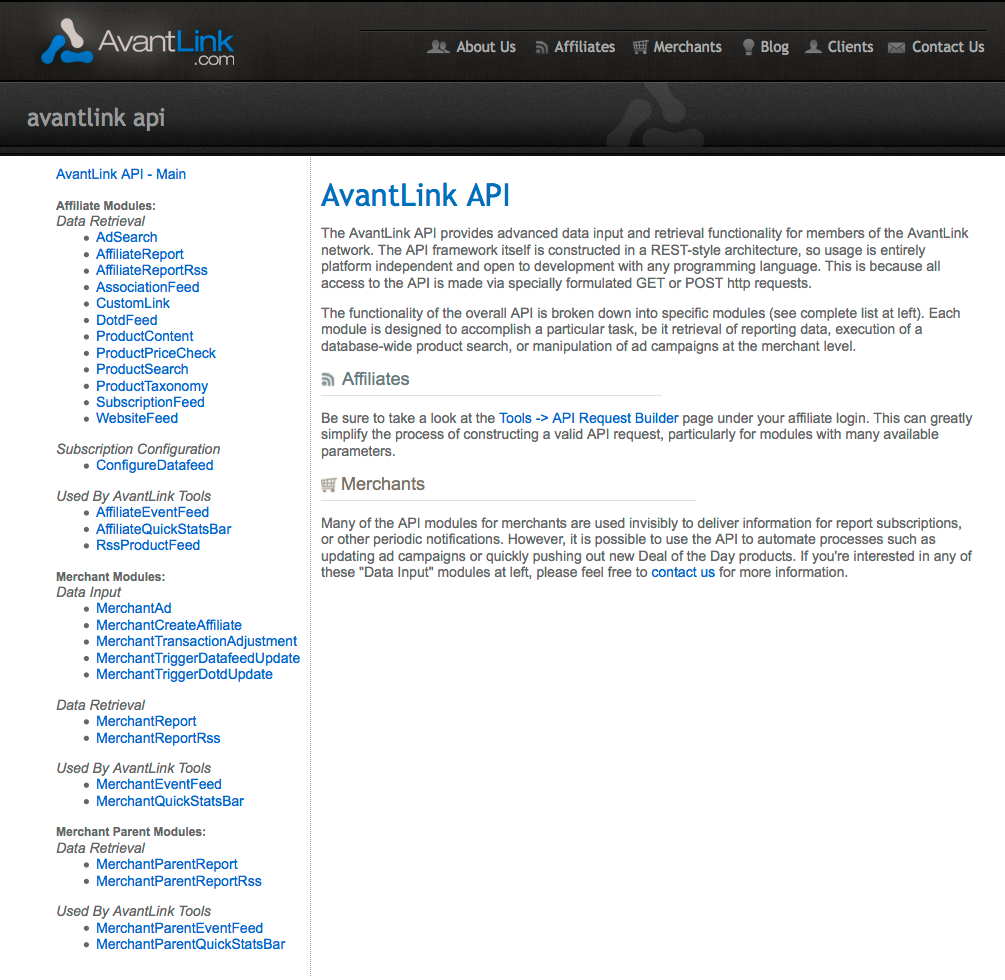 AvantLink
.com
About Us
Affiliates
Merchants
Blog
Clients
Contact Us
avantlink api
AvantLink API - Main
Affiliate Modules:
Data Retrieval
AdSearch
AffiliateReport
AffiliateReportRss
AssociationFeed
CustomLink
DotdFeed
ProductContent
ProductPriceCheck
ProductSearch
ProductTaxonomy
SubscriptionFeed
WebsiteFeed
Subscription Configuration
ConfigureDatafeed
Used By AvantLink Tools
AffiliateEventFeed
AffiliateQuickStatsBar
RssProductFeed
Merchant Modules:
Data Input
MerchantAd
MerchantCreateAffiliate
MerchantTransactionAdjustment
MerchantTriggerDatafeedUpdate
MerchantTriggerDotdUpdate
Data Retrieval
MerchantReport
MerchantReportRss
Used By AvantLink Tools
MerchantEventFeed
MerchantQuickStatsBar
Merchant Parent Modules:
Data Retrieval
MerchantParentReport
MerchantParentReportRss
Used By AvantLink Tools
MerchantParentEventFeed
MerchantParentQuickStatsBar
AvantLink API
The AvantLink API provides advanced data input and retrieval functionality for members of the AvantLink
network. The API framework itself is constructed in a REST-style architecture, so usage is entirely
platform independent and open to development with any programming language. This is because all
access to the API is made via specially formulated GET or POST http requests.
The functionality of the overall API is broken down into specific modules (see complete list at left). Each
module is designed to accomplish a particular task, be it retrieval of reporting data, execution of a
database-wide product search, or manipulation of ad campaigns at the merchant level.
Affiliates
Be sure to take a look at the Tools -> API Request Builder page under your affiliate login. This can greatly
simplify the process of constructing a valid API request, particularly for modules with many available
parameters.
Merchants
Many of the API modules for merchants are used invisibly to deliver information for report subscriptions,
or other periodic notifications. However, it is possible to use the API to automate processes such as
updating ad campaigns or quickly pushing out new Deal of the Day products. If you're interested in any of
these "Data Input" modules at left, please feel free to contact us for more information.